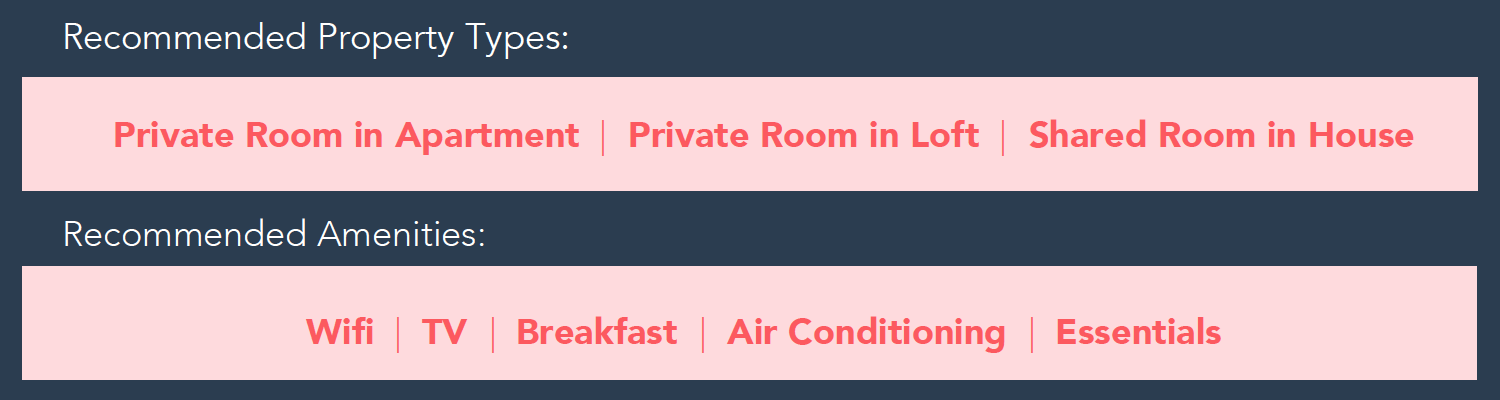 Recommended Property Types:
Private Room in Apartment | Private Room in Loft | Shared Room in House
Recommended Amenities:
Wifi | TV | Breakfast | Air Conditioning | Essentials